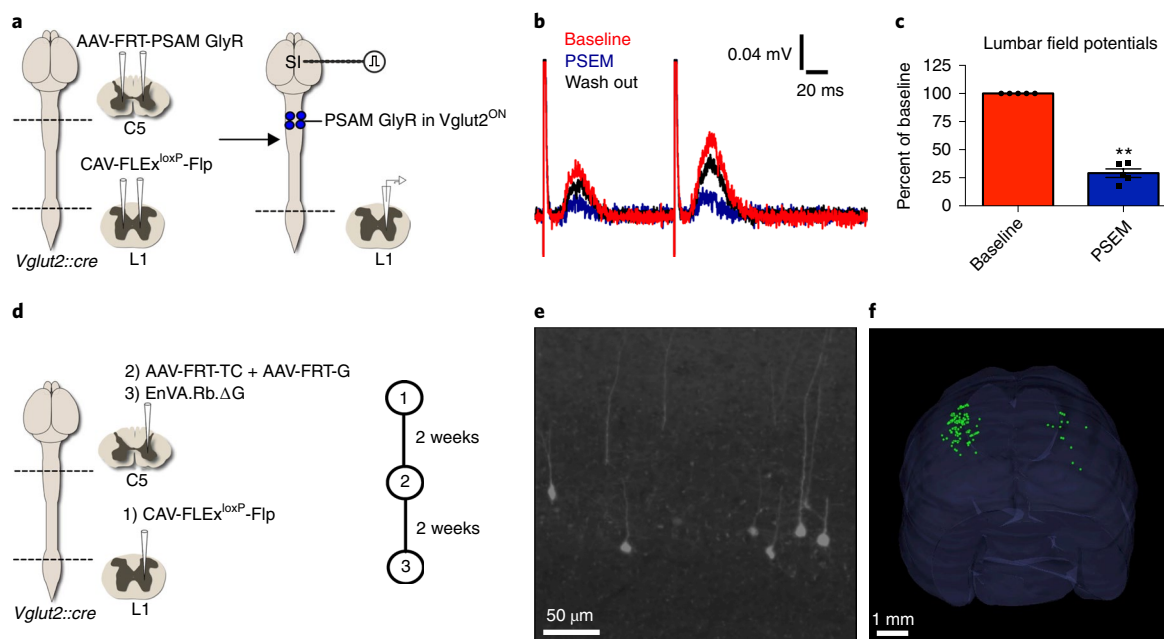 a
AAV-FRT-PSAM GlyR
C5
CAV-FLEx^loxP-Flp
Vglut2::cre
L1
SI
PSAM GlyR in Vglut2^ON
L1
b
Baseline
PSEM
Wash out
0.04 mV
20 ms
c
Lumbar field potentials
Percent of baseline
125
100
75
50
25
0
**
Baseline
PSEM
d
2) AAV-FRT-TC + AAV-FRT-G
3) EnVA.Rb.ΔG
C5
1) CAV-FLEx^loxP-Flp
Vglut2::cre
L1
1
2 weeks
2
2 weeks
3
e
50 μm
f
1 mm